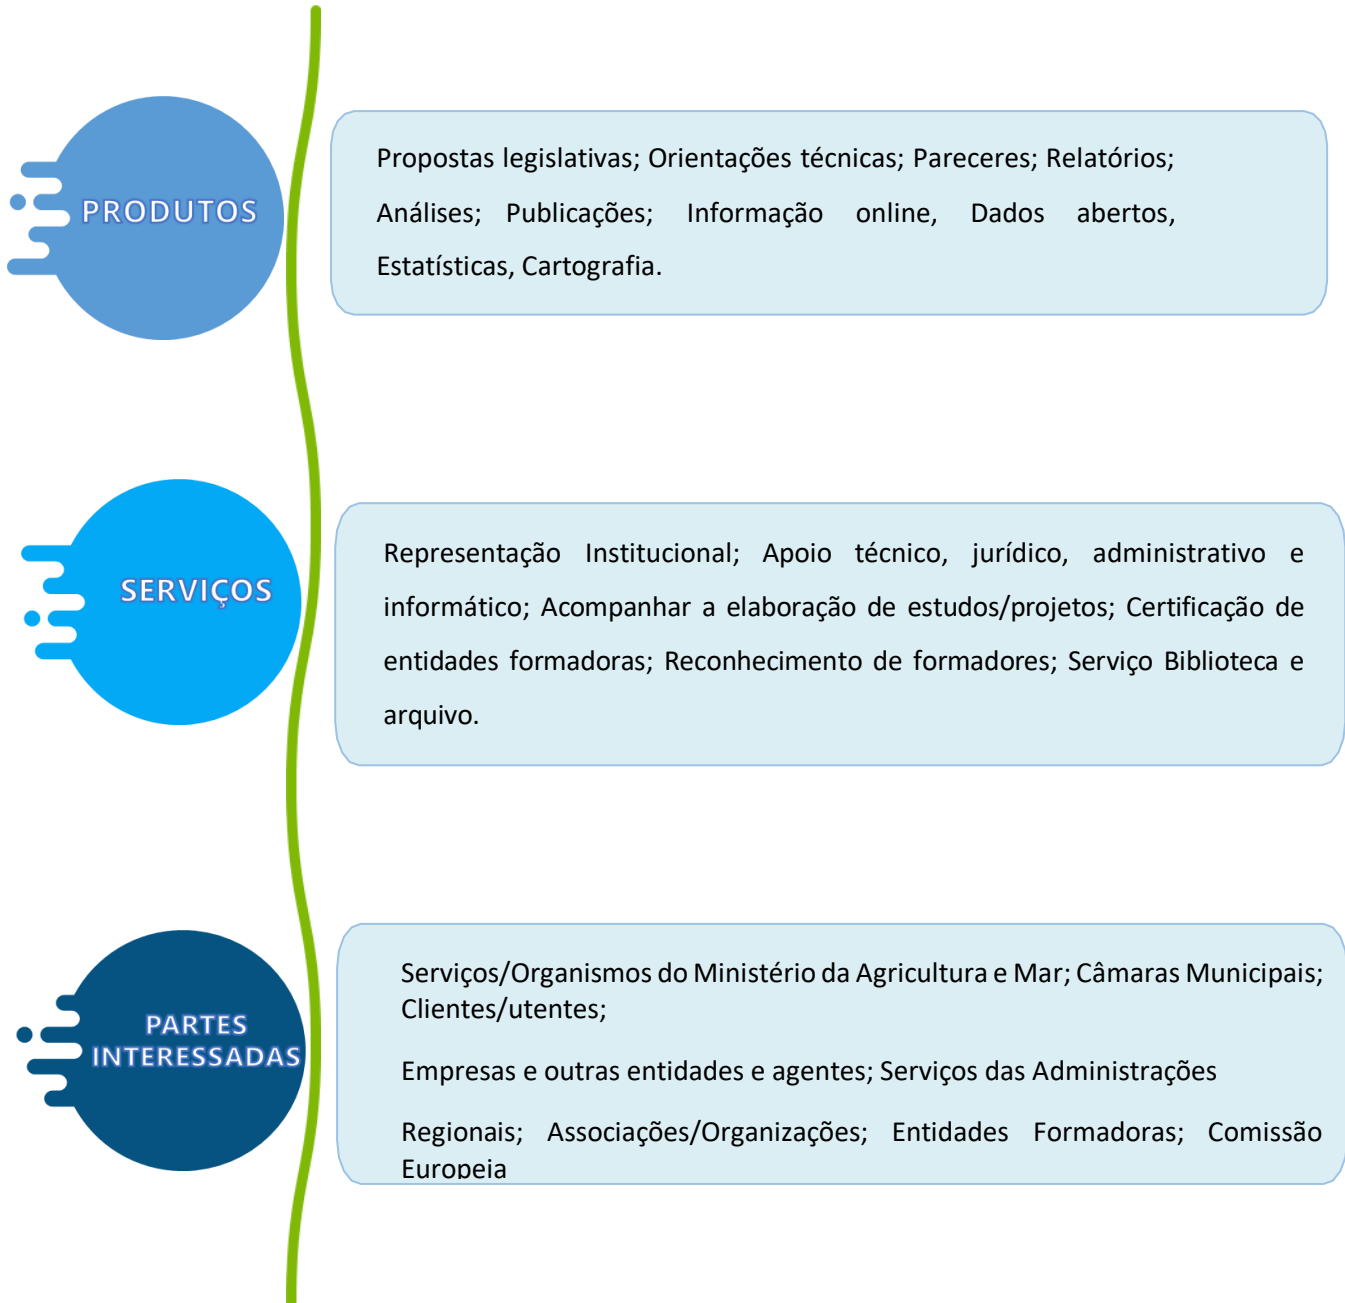 PRODUTOS
Propostas legislativas; Orientações técnicas; Pareceres; Relatórios;
Análises; Publicações; Informação online, Dados abertos,
Estatísticas, Cartografia.
SERVIÇOS
Representação Institucional; Apoio técnico, jurídico, administrativo e
informático; Acompanhar a elaboração de estudos/projetos; Certificação de
entidades formadoras; Reconhecimento de formadores; Serviço Biblioteca e
arquivo.
PARTES
INTERESSADAS
Serviços/Organismos do Ministério da Agricultura e Mar; Câmaras Municipais;
Clientes/utentes;
Empresas e outras entidades e agentes; Serviços das Administrações
Regionais; Associações/Organizações; Entidades Formadoras; Comissão
Europeia